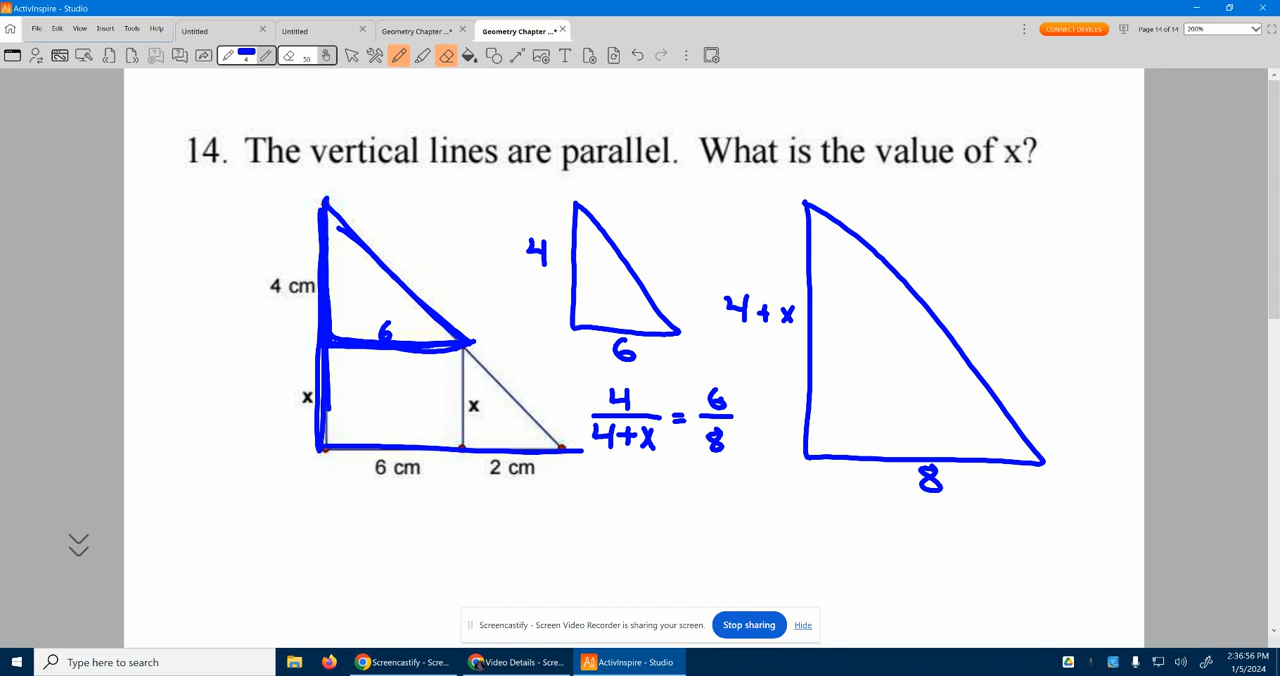 ActivInspire - Studio
File Edit View Insert Tools Help
Untitled
Untitled
Geometry Chapter ...*
Geometry Chapter ...*
CONNECT DEVICES
Page 14 of 14
200%
4
50
14. The vertical lines are parallel. What is the value of x?
4 cm
6
x
x
6 cm
2 cm
4
6
4 + x
8
4/4+x = 6/8
Screencastify - Screen Video Recorder is sharing your screen.
Stop sharing
Hide
Type here to search
Screencastify - Scre...
Video Details - Scre...
ActivInspire - Studio
2:36:56 PM
1/5/2024